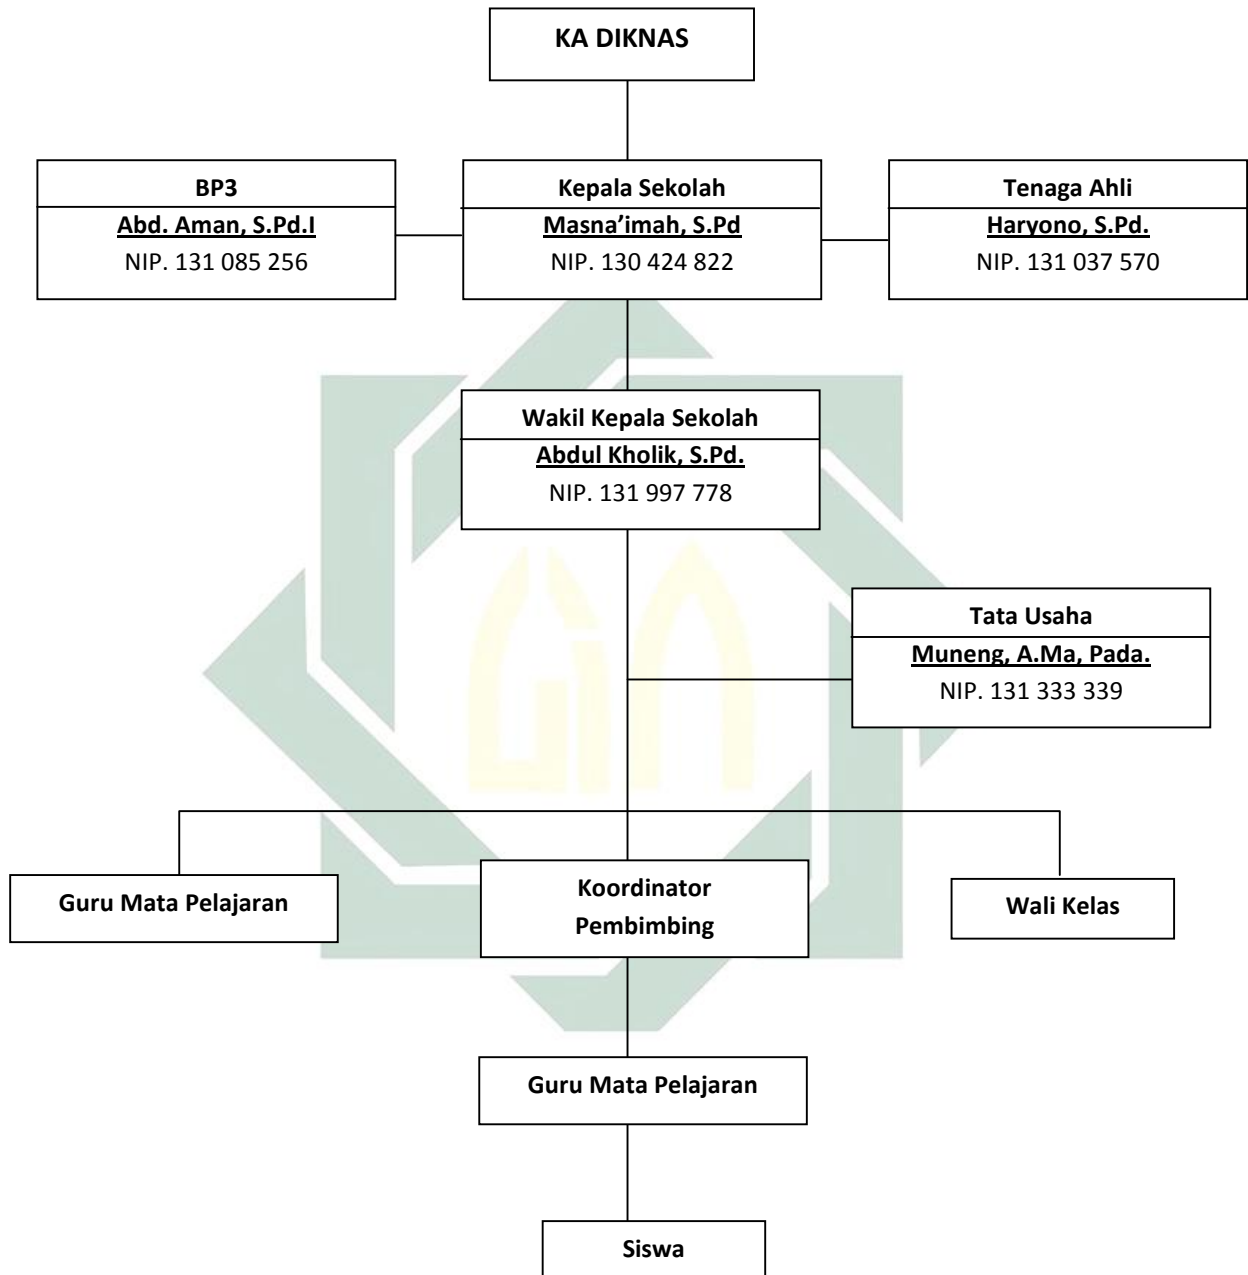 KA DIKNAS
BP3
Abd. Aman, S.Pd.I
NIP. 131 085 256
Kepala Sekolah
Masna’imah, S.Pd
NIP. 130 424 822
Tenaga Ahli
Haryono, S.Pd.
NIP. 131 037 570
Wakil Kepala Sekolah
Abdul Kholik, S.Pd.
NIP. 131 997 778
Tata Usaha
Muneng, A.Ma, Pada.
NIP. 131 333 339
Guru Mata Pelajaran
Koordinator
Pembimbing
Wali Kelas
Guru Mata Pelajaran
Siswa